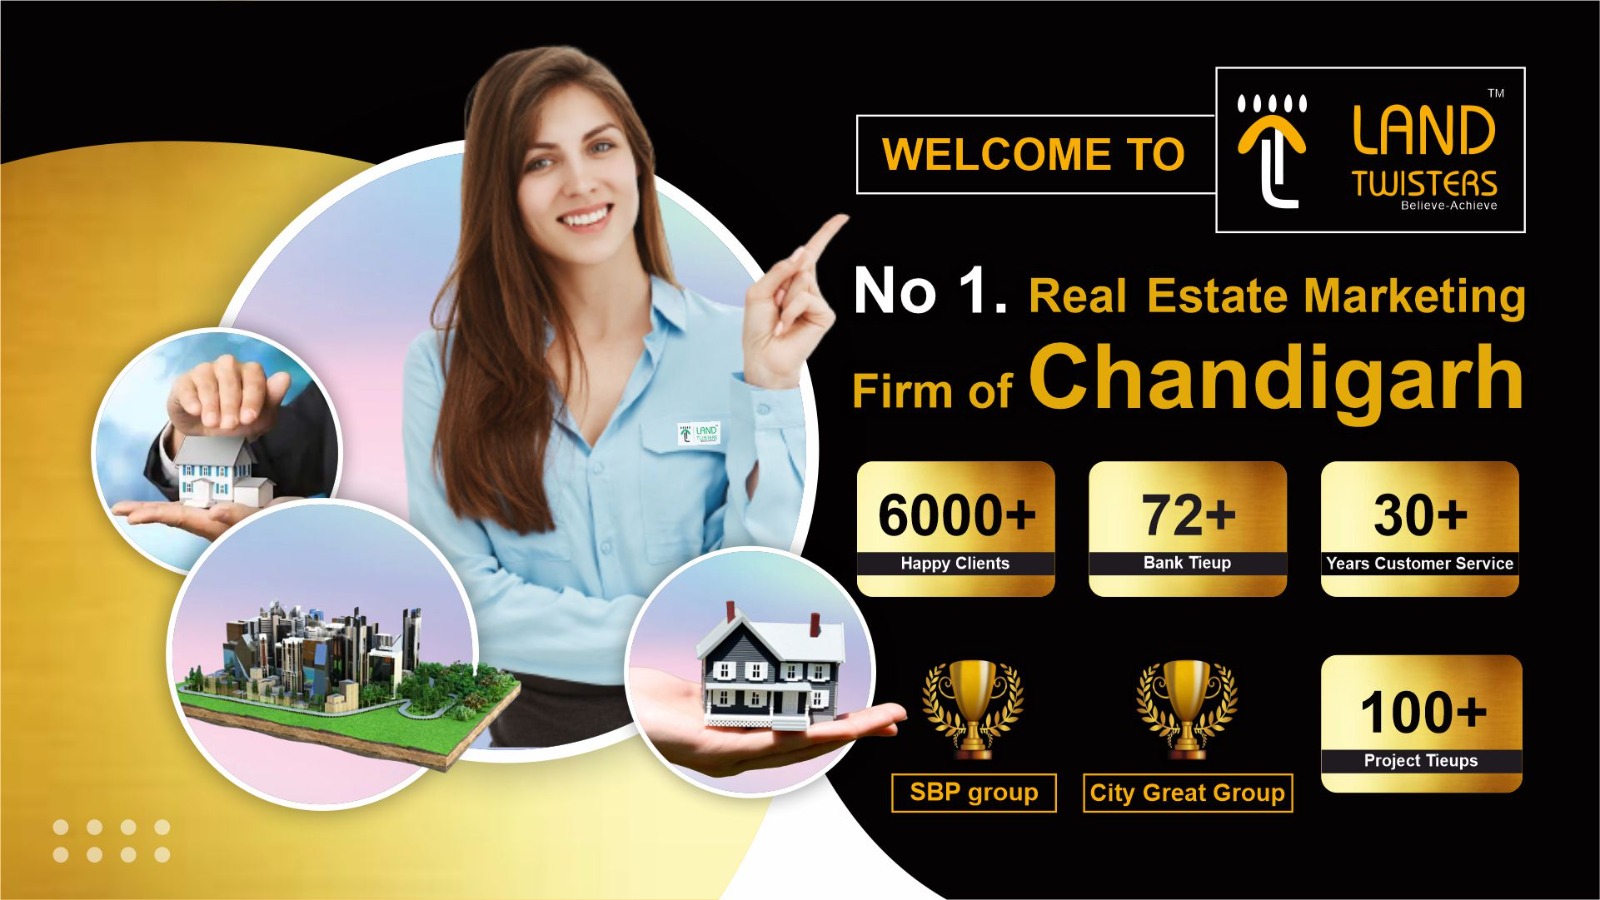 WELCOME TO
LAND
TM
TWISTERS
Believe-Achieve
No 1. Real Estate Marketing
Firm of Chandigarh
LAND
6000+
Happy Clients
72+
Bank Tieup
30+
Years Customer Service
SBP group
City Great Group
100+
Project Tieups